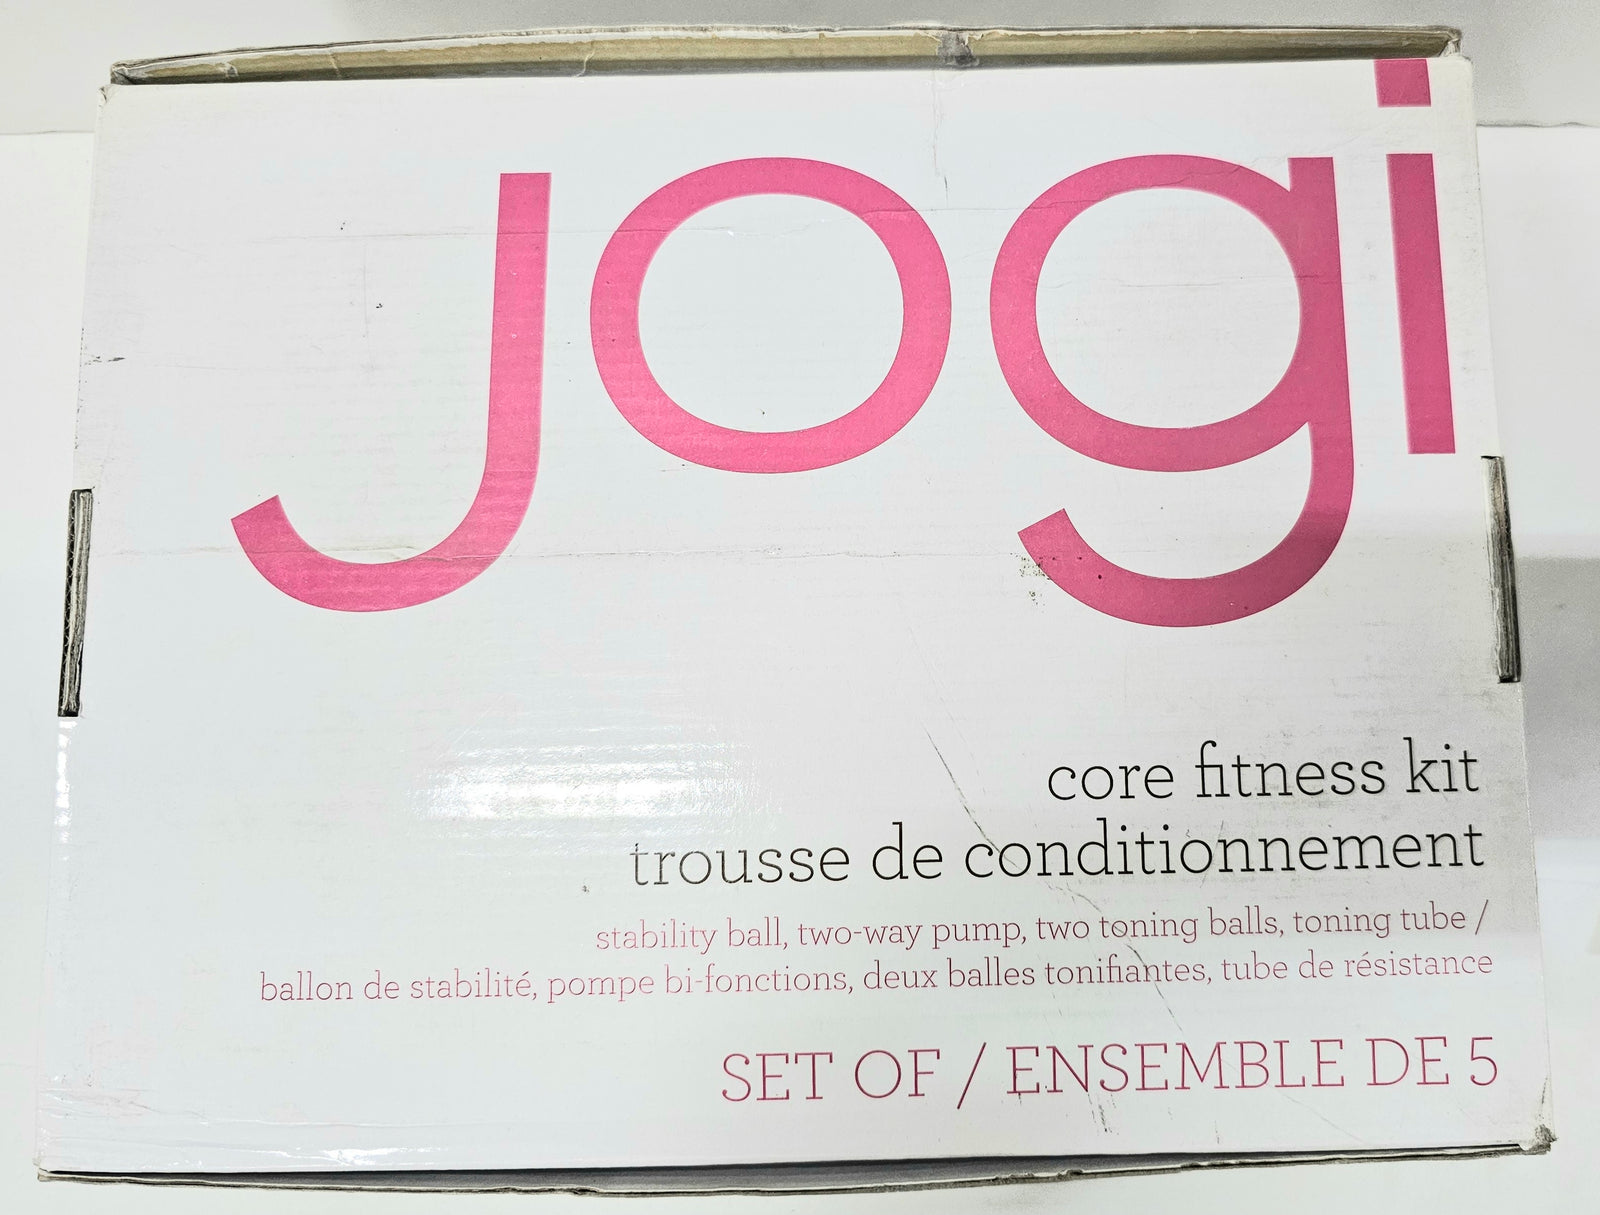 jogi
core fitness kit
trousse de conditionnement
stability ball, two-way pump, two toning balls, toning tube /
ballon de stabilité, pompe bi-fonctions, deux balles tonifiantes, tube de résistance
SET OF / ENSEMBLE DE 5